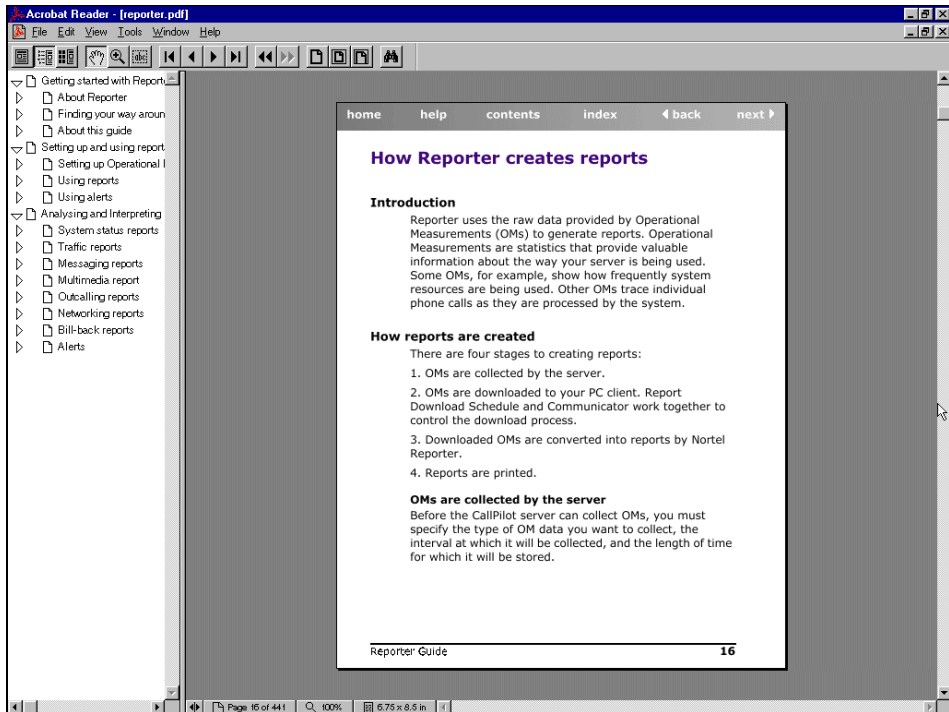 Acrobat Reader - [reporter.pdf]
File Edit View Tools Window Help
Getting started with Reporte
About Reporter
Finding your way aroun
About this guide
Setting up and using report
Setting up Operational
Using reports
Using alerts
Analysing and Interpreting
System status reports
Traffic reports
Messaging reports
Multimedia report
Outcalling reports
Networking reports
Bill-back reports
Alerts
home help contents index back next
How Reporter creates reports
Introduction
Reporter uses the raw data provided by Operational
Measurements (OMs) to generate reports. Operational
Measurements are statistics that provide valuable
information about the way your server is being used.
Some OMs, for example, show how frequently system
resources are being used. Other OMs trace individual
phone calls as they are processed by the system.
How reports are created
There are four stages to creating reports:
1. OMs are collected by the server.
2. OMs are downloaded to your PC client. Report
Download Schedule and Communicator work together to
control the download process.
3. Downloaded OMs are converted into reports by Nortel
Reporter.
4. Reports are printed.
OMs are collected by the server
Before the CallPilot server can collect OMs, you must
specify the type of OM data you want to collect, the
interval at which it will be collected, and the length of time
for which it will be stored.
Reporter Guide 16
Page 16 of 441 100% 6.75 x 8.5 in